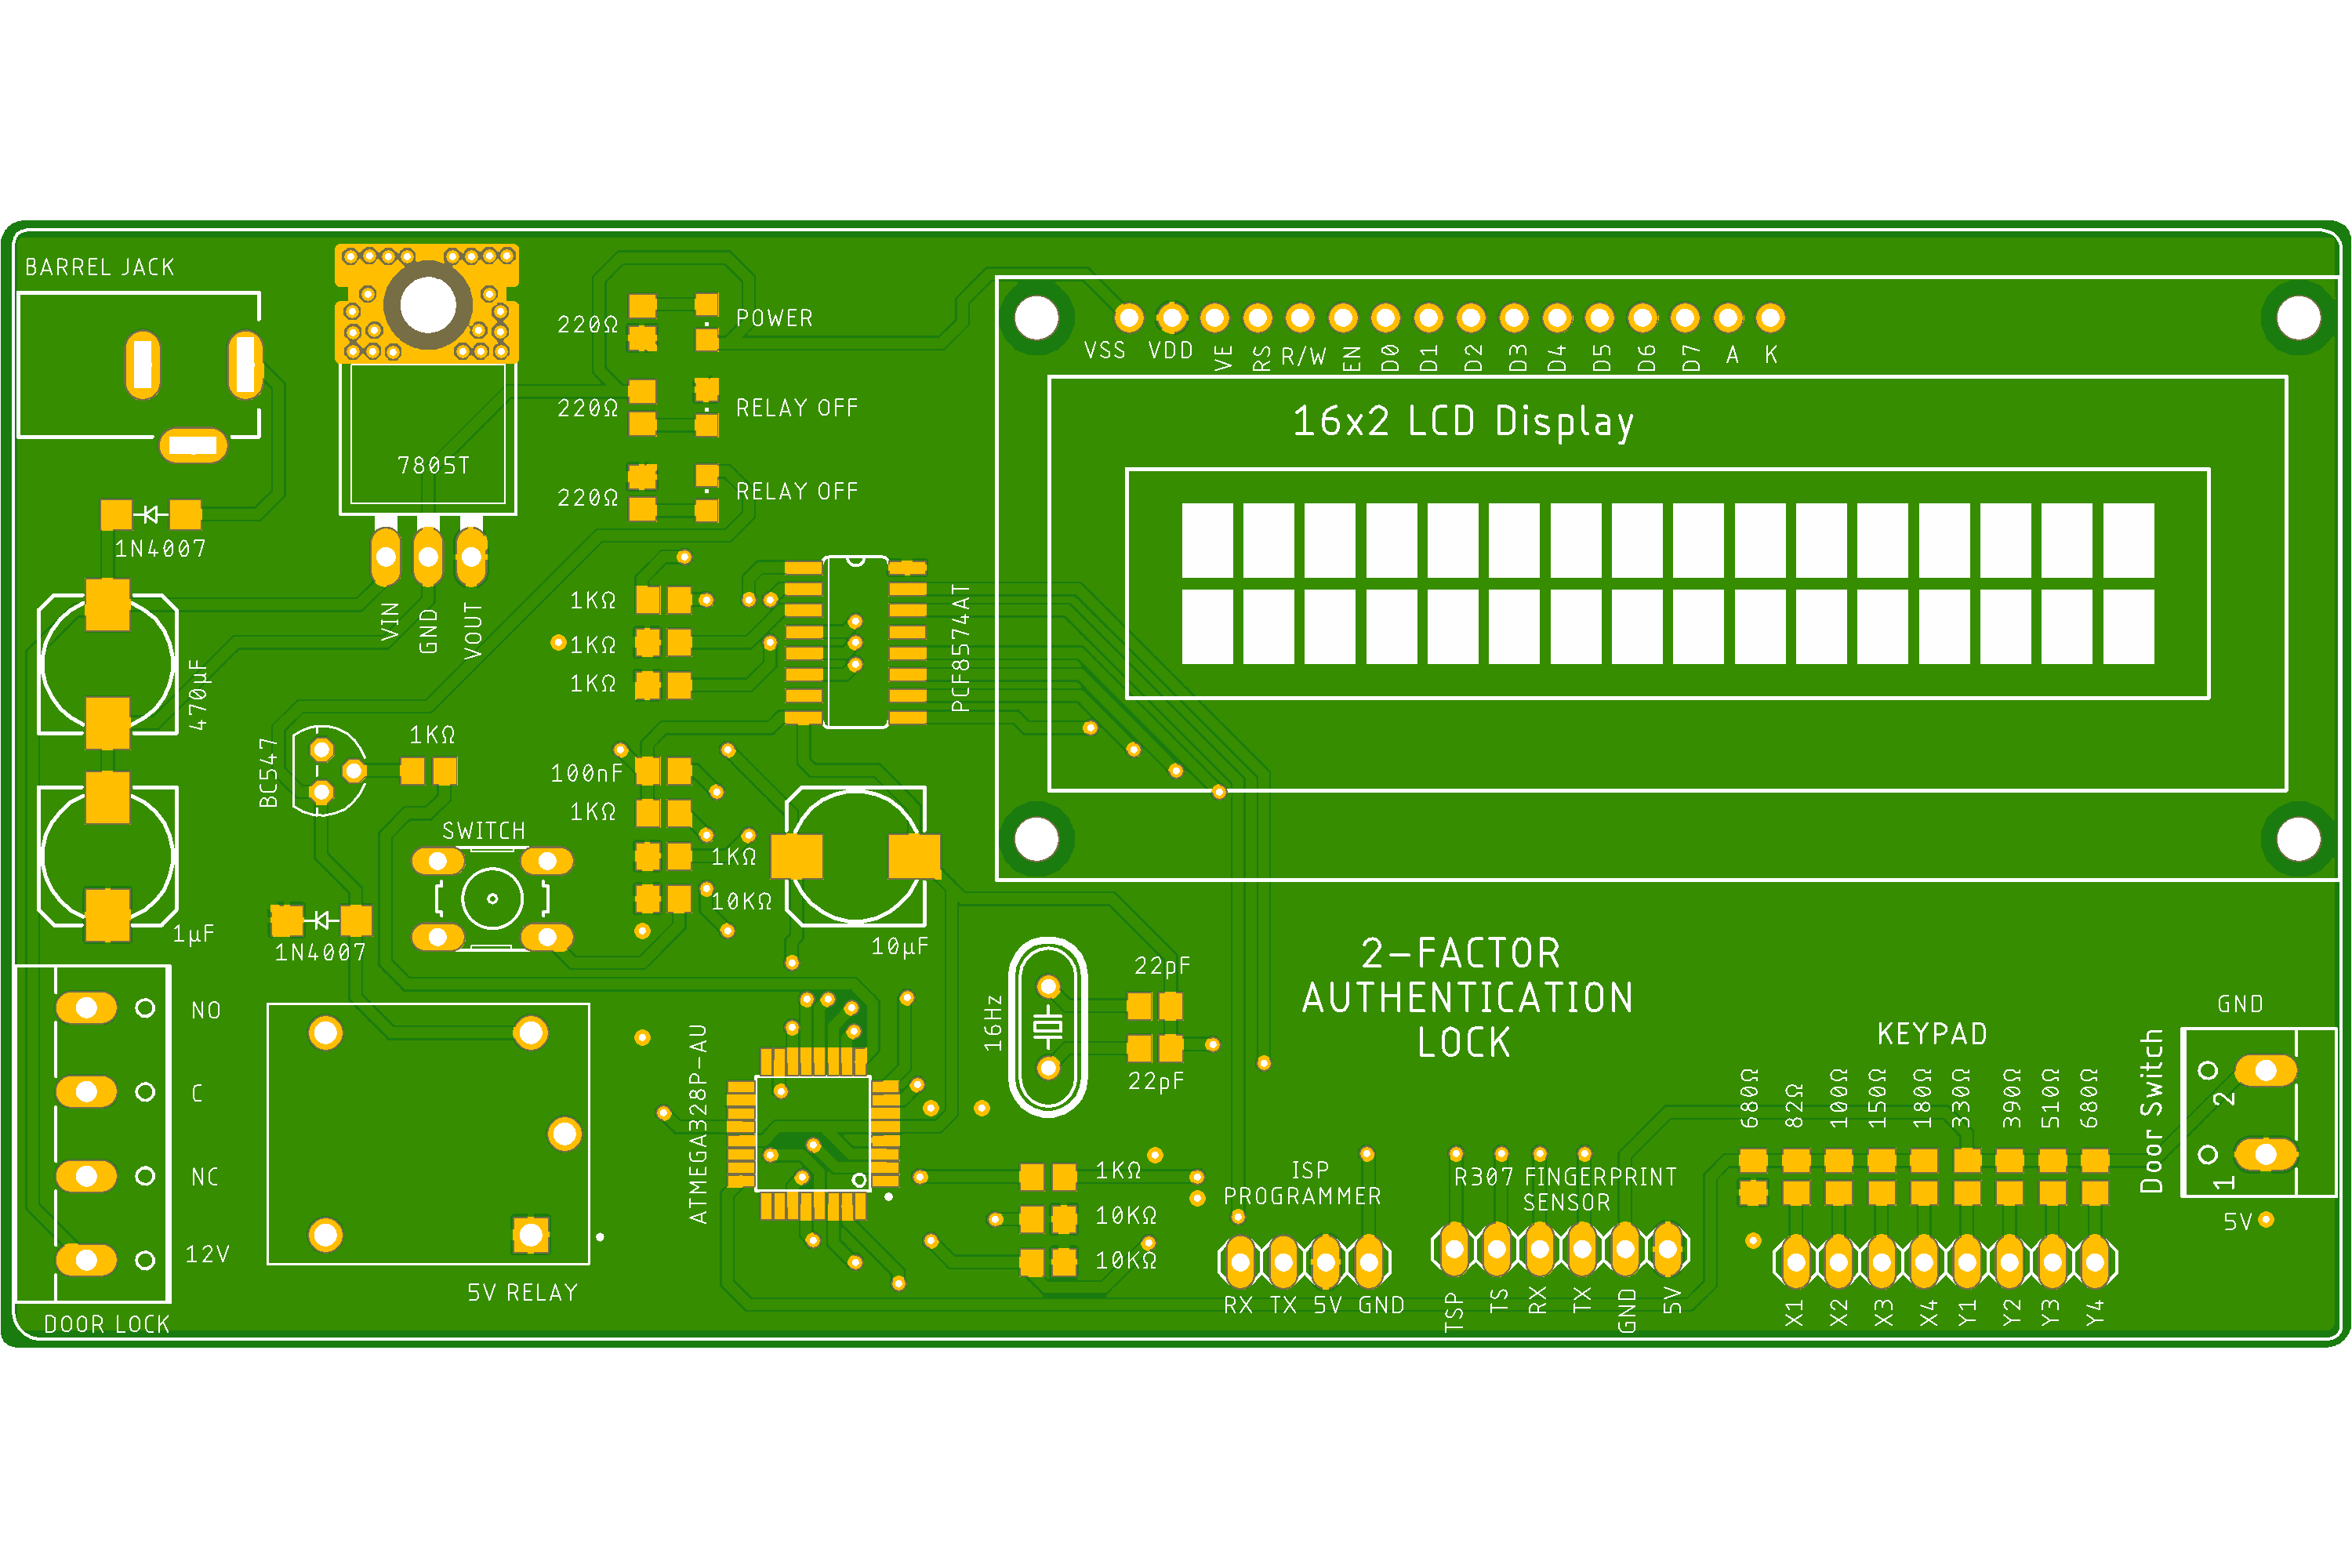 BARREL JACK
220Ω
POWER
VSS VDD VE RS R/W EN D0 D1 D2 D3 D4 D5 D6 D7 A K
220Ω
RELAY OFF
16x2 LCD Display
7805T
220Ω
RELAY OFF
1N4007
VIN GND VOUT
1KΩ
1KΩ
1KΩ
PCF8574AT
470µF
BC547
1KΩ
100nF
1KΩ
SWITCH
1KΩ
10KΩ
1µF
1N4007
10µF
2-FACTOR
AUTHENTICATION
LOCK
22pF
16Hz
22pF
NO
C
NC
12V
DOOR LOCK
5V RELAY
ATMEGA328P-AU
1KΩ
10KΩ
10KΩ
ISP
PROGRAMMER
RX TX 5V GND
R307 FINGERPRINT
SENSOR
TSP TS RX TX GND 5V
KEYPAD
680Ω 82Ω 100Ω 150Ω 180Ω 330Ω 390Ω 510Ω 680Ω
X1 X2 X3 X4 Y1 Y2 Y3 Y4
Door Switch
GND
2
1
5V